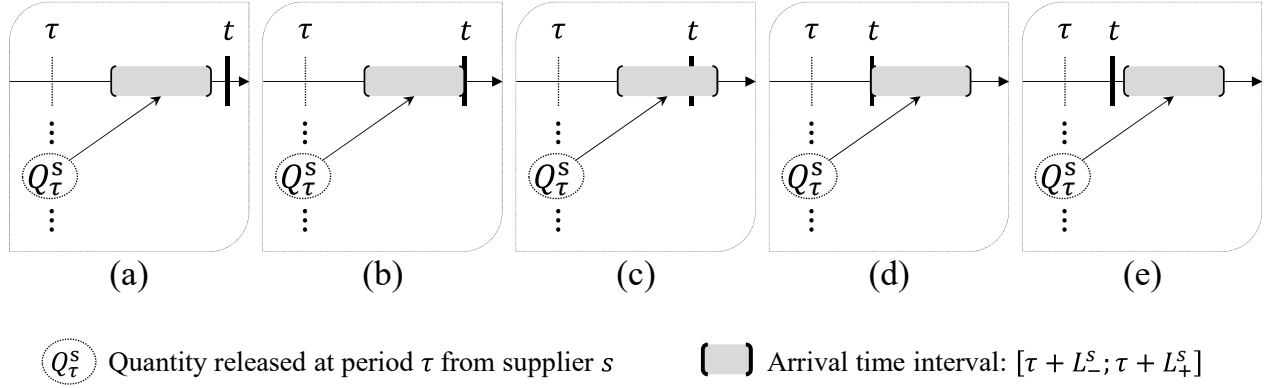 τ t τ t τ t τ t τ t
Q_τ^s Q_τ^s Q_τ^s Q_τ^s Q_τ^s
(a) (b) (c) (d) (e)
Q_τ^s Quantity released at period τ from supplier s Arrival time interval: [τ + L_-^s; τ + L_+^s]